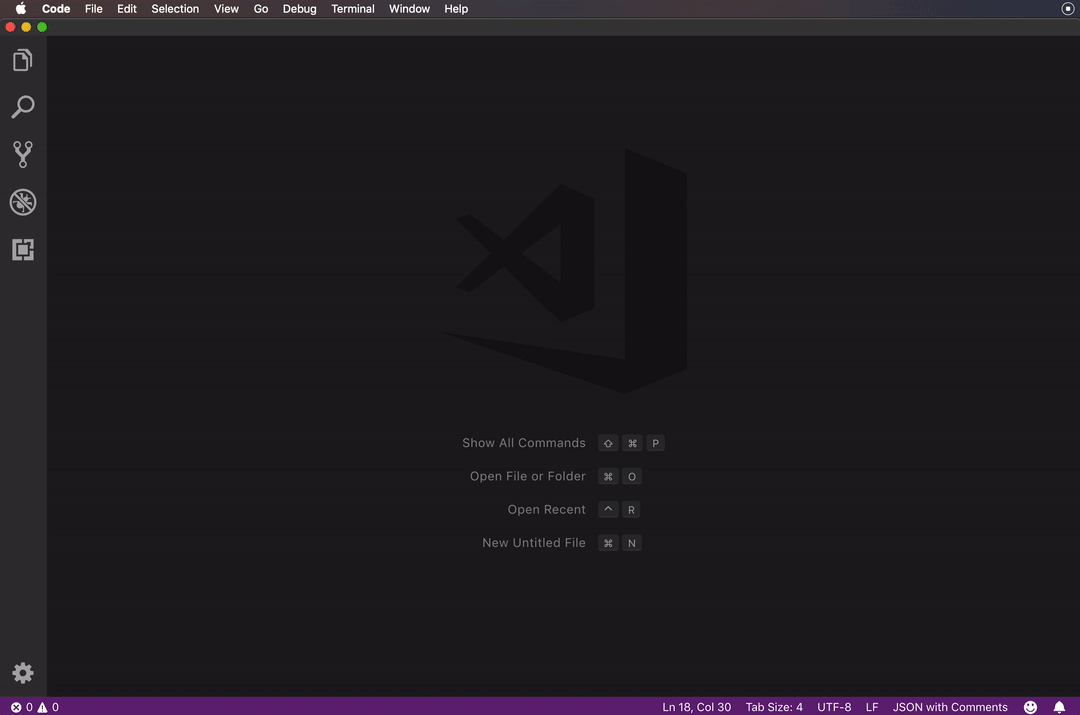 Code File Edit Selection View Go Debug Terminal Window Help
Show All Commands ⇧ ⌘ P
Open File or Folder ⌘ O
Open Recent ^ R
New Untitled File ⌘ N
0 0 Ln 18, Col 30 Tab Size: 4 UTF-8 LF JSON with Comments